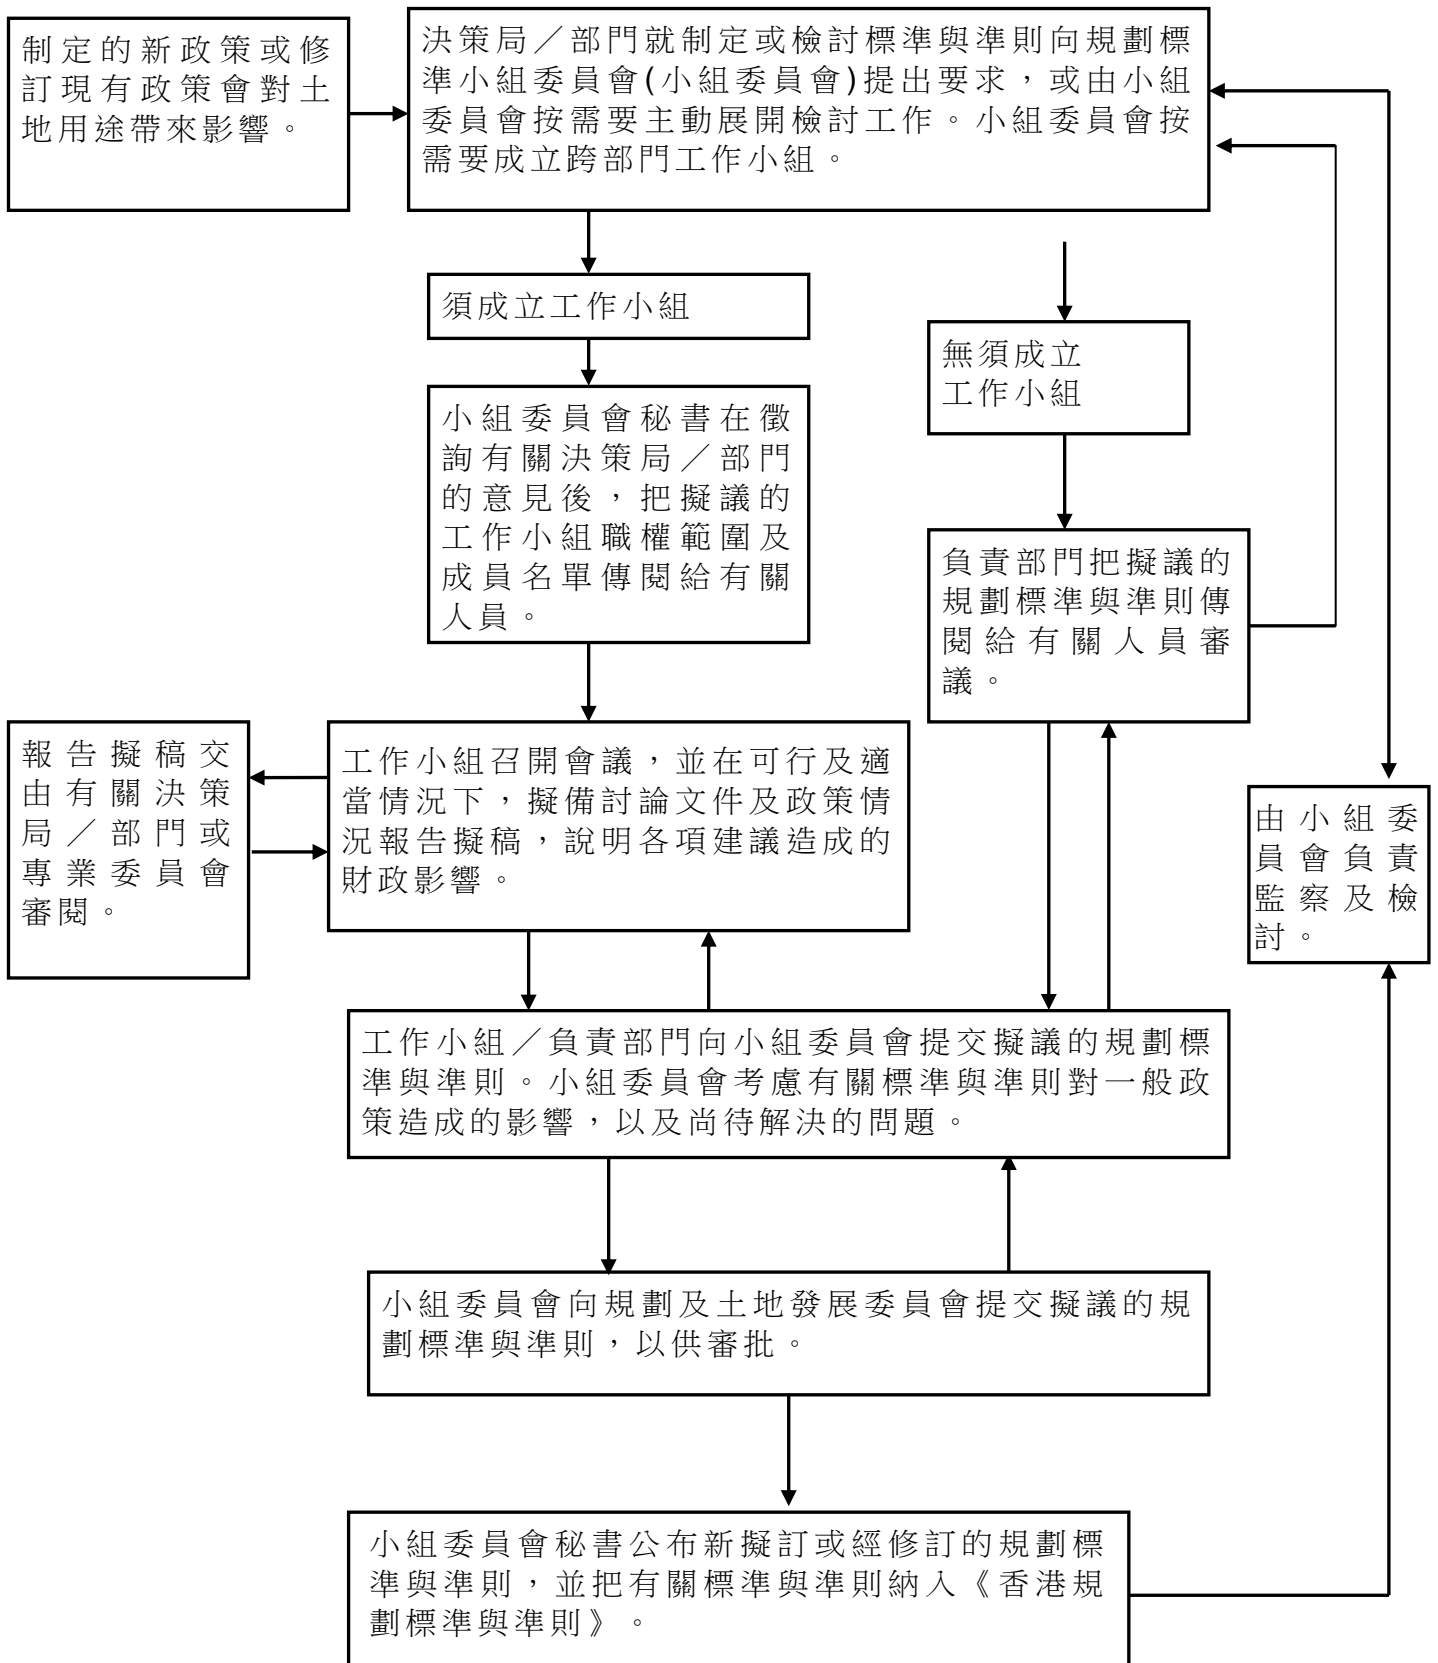 制定的新政策或修
訂現有政策會對土
地用途帶來影響。
決策局／部門就制定或檢討標準與準則向規劃標
準小組委員會(小組委員會)提出要求，或由小組
委員會按需要主動展開檢討工作。小組委員會按
需要成立跨部門工作小組。
須成立工作小組
無須成立
工作小組
小組委員會秘書在徵
詢有關決策局／部門
的意見後，把擬議的
工作小組職權範圍及
成員名單傳閱給有關
人員。
負責部門把擬議的
規劃標準與準則傳
閱給有關人員審
議。
報告擬稿交
由有關決策
局／部門或
專業委員會
審閱。
工作小組召開會議，並在可行及適
當情況下，擬備討論文件及政策情
況報告擬稿，說明各項建議造成的
財政影響。
由小組委
員會負責
監察及檢
討。
工作小組／負責部門向小組委員會提交擬議的規劃標
準與準則。小組委員會考慮有關標準與準則對一般政
策造成的影響，以及尚待解決的問題。
小組委員會向規劃及土地發展委員會提交擬議的規
劃標準與準則，以供審批。
小組委員會秘書公布新擬訂或經修訂的規劃標
準與準則，並把有關標準與準則納入《香港規
劃標準與準則》。